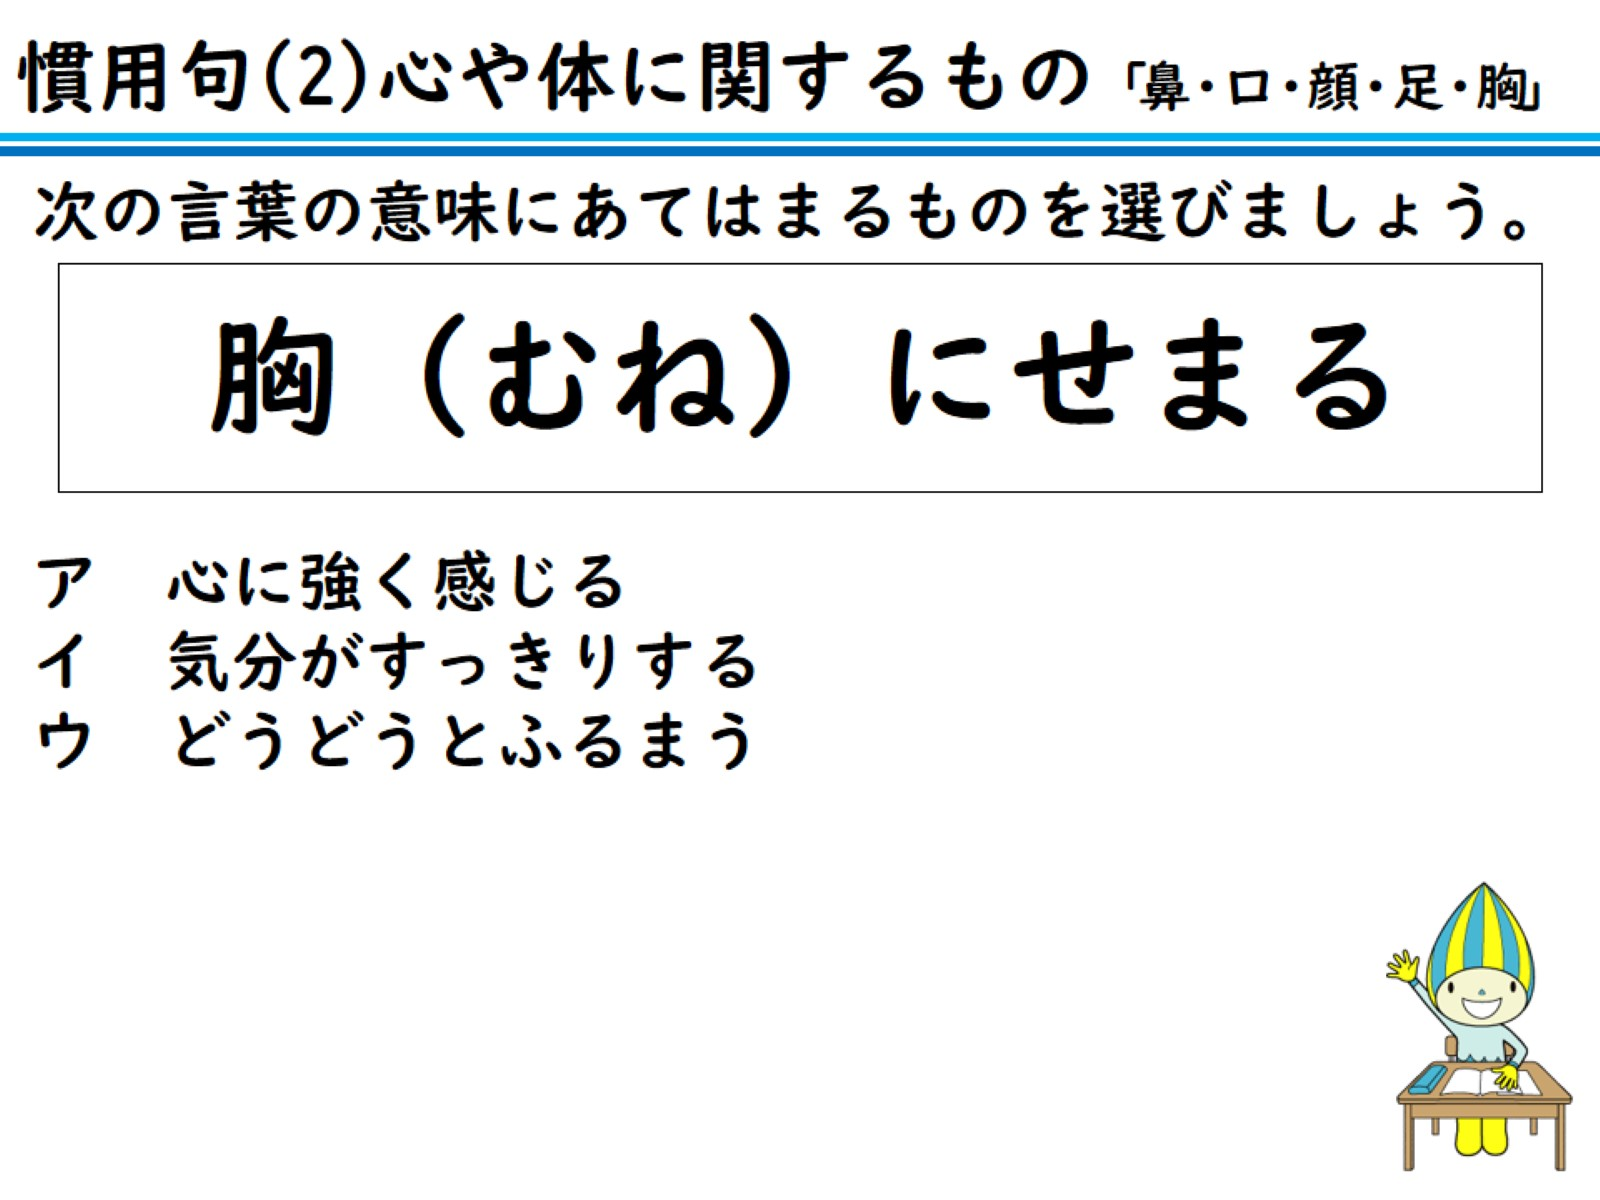 慣用句(2)心や体に関するもの「鼻・口・顔・足・胸」
次の言葉の意味にあてはまるものを選びましょう。
胸（むね）にせまる
ア　心に強く感じる
イ　気分がすっきりする
ウ　どうどうとふるまう